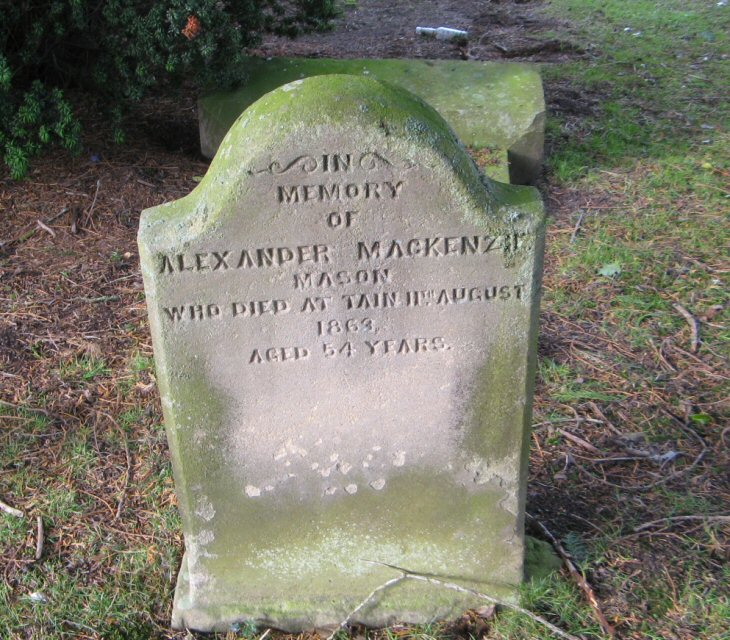 IN
MEMORY
OF
ALEXANDER MACKENZIE
MASON
WHO DIED AT TAIN. 11TH AUGUST
1863,
AGED 54 YEARS.